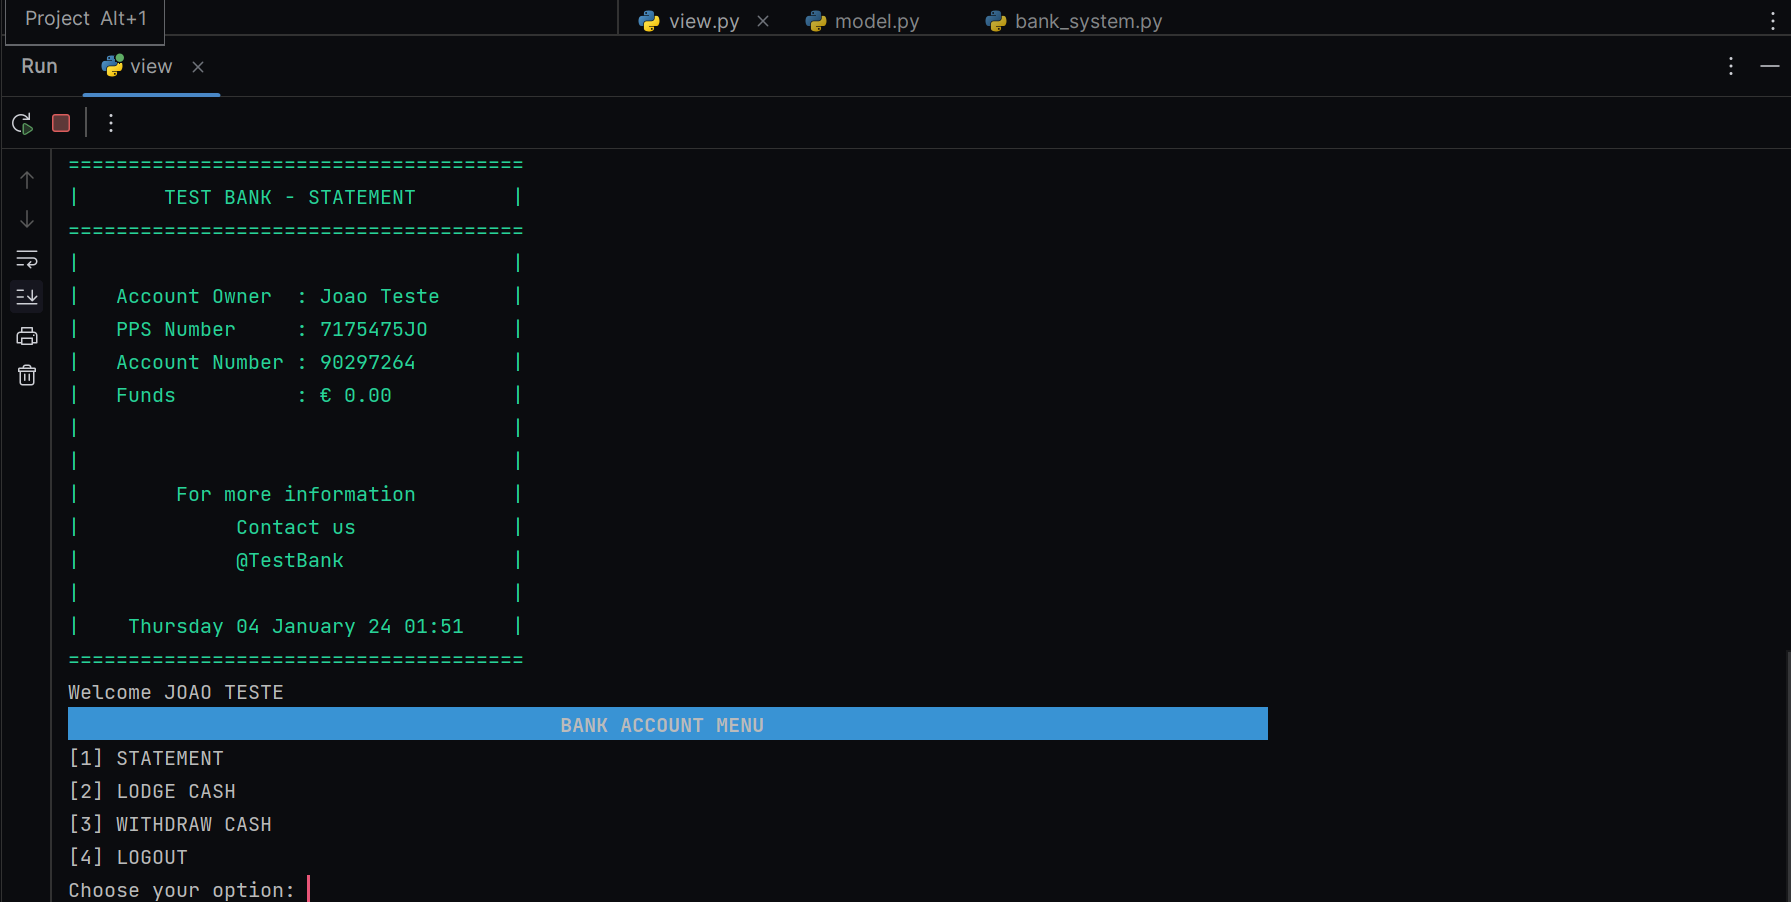 Project Alt+1
view.py model.py bank_system.py
Run view
======================================
| TEST BANK - STATEMENT |
======================================
| |
| Account Owner : Joao Teste |
| PPS Number : 7175475JO |
| Account Number : 90297264 |
| Funds : € 0.00 |
| |
| |
| For more information |
| Contact us |
| @TestBank |
| |
| Thursday 04 January 24 01:51 |
======================================
Welcome JOAO TESTE
BANK ACCOUNT MENU
[1] STATEMENT
[2] LODGE CASH
[3] WITHDRAW CASH
[4] LOGOUT
Choose your option: